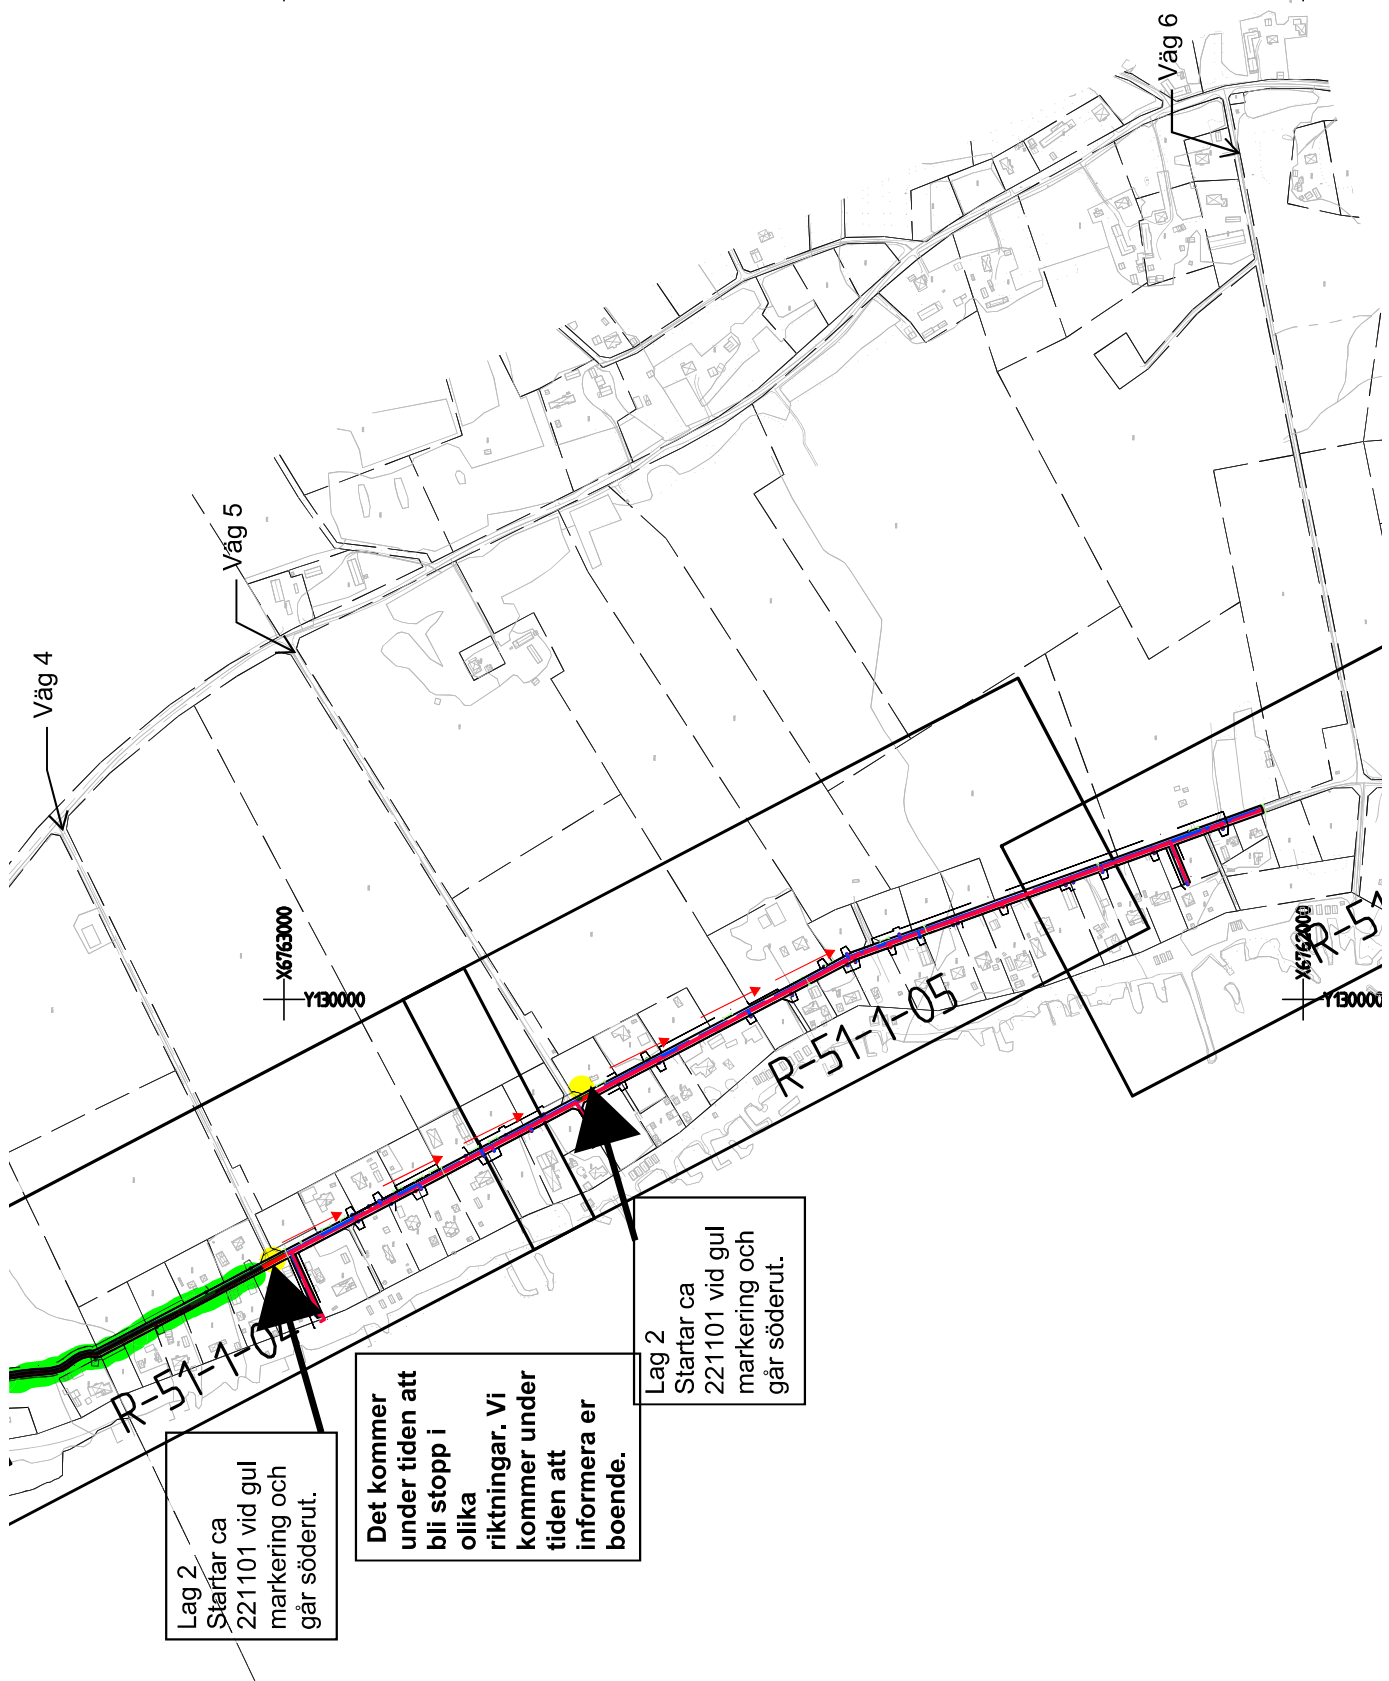 Väg 4
Väg 5
Väg 6
X6763000
Y130000
X6762000
Y130000
R-51-1-04
R-51-1-05
Lag 2
Startar ca
221101 vid gul
markering och
går söderut.
Det kommer
under tiden att
bli stopp i
olika
riktningar. Vi
kommer under
tiden att
informera er
boende.
Lag 2
Startar ca
221101 vid gul
markering och
går söderut.